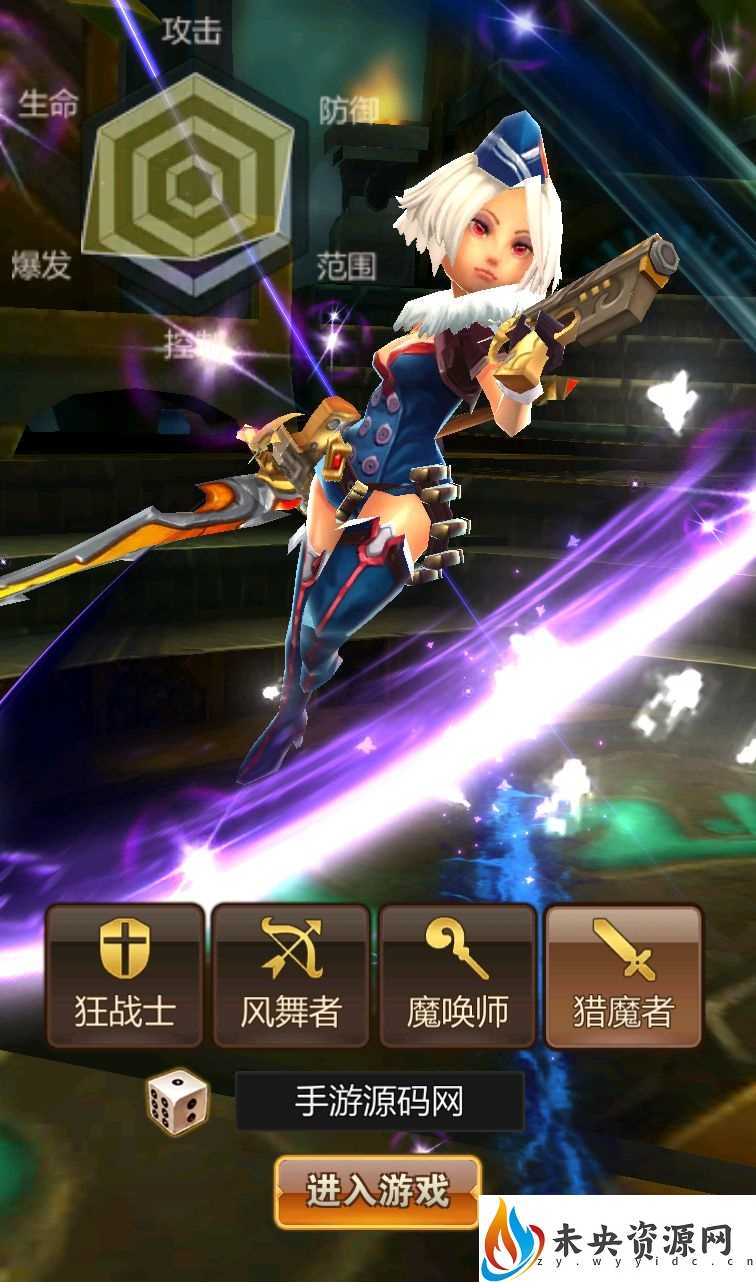 攻击
生命
防御
爆发
范围
控制
狂战士
风舞者
魔唤师
猎魔者
手游源码网
进入游戏
未央资源网
zy.wyyidc.cn